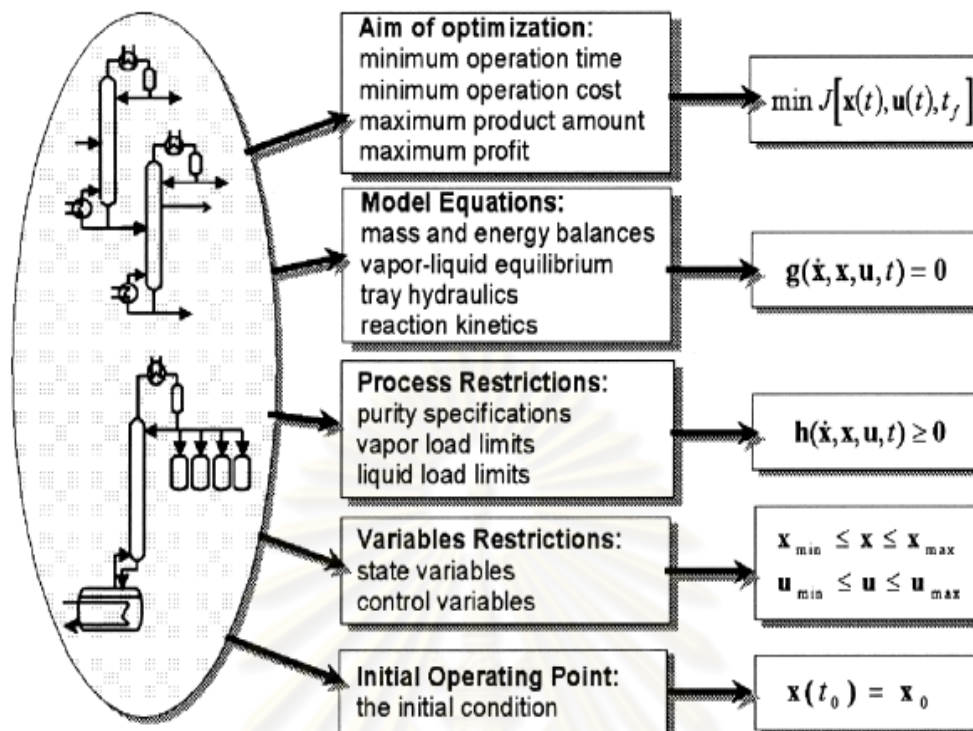 Aim of optimization:
minimum operation time
minimum operation cost
maximum product amount
maximum profit
min J[x(t), u(t), t_f]
Model Equations:
mass and energy balances
vapor-liquid equilibrium
tray hydraulics
reaction kinetics
g(ẋ, x, u, t) = 0
Process Restrictions:
purity specifications
vapor load limits
liquid load limits
h(ẋ, x, u, t) ≥ 0
Variables Restrictions:
state variables
control variables
x_min ≤ x ≤ x_max
u_min ≤ u ≤ u_max
Initial Operating Point:
the initial condition
x(t_0) = x_0